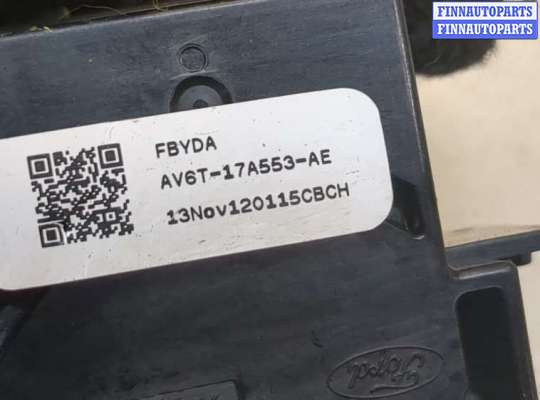 FINNAUTOPARTS
FINNAUTOPARTS
FBYDA
AV6T-17A553-AE
13Nov120115CBCH
Ford